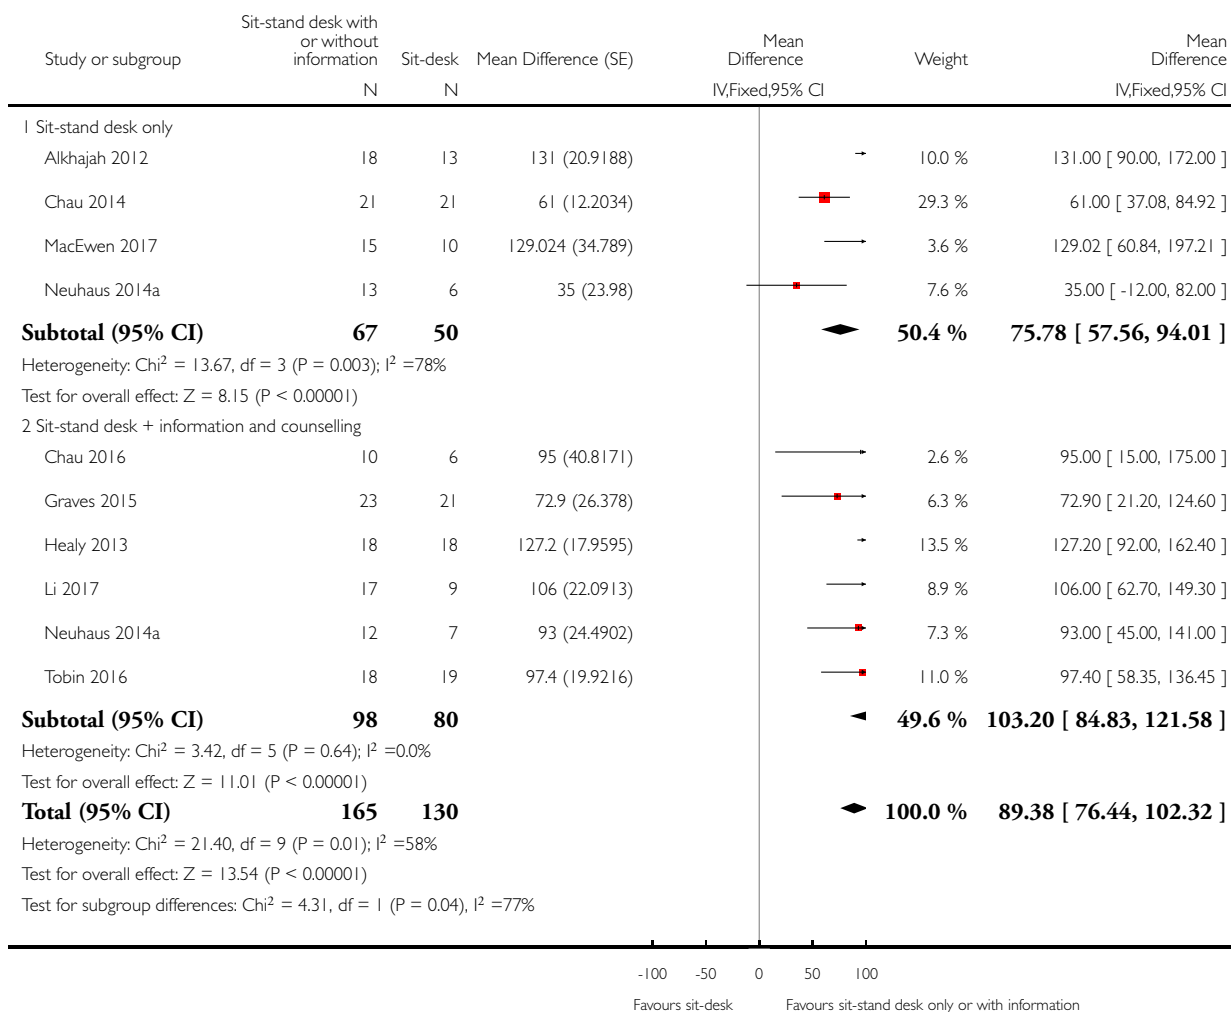 Study or subgroup Sit-stand desk with or without information Sit-desk Mean Difference (SE) Mean Difference Weight Mean Difference
N N IV,Fixed,95% CI IV,Fixed,95% CI
1 Sit-stand desk only
Alkhajah 2012 18 13 131 (20.9188) 10.0 % 131.00 [ 90.00, 172.00 ]
Chau 2014 21 21 61 (12.2034) 29.3 % 61.00 [ 37.08, 84.92 ]
MacEwen 2017 15 10 129.024 (34.789) 3.6 % 129.02 [ 60.84, 197.21 ]
Neuhaus 2014a 13 6 35 (23.98) 7.6 % 35.00 [ -12.00, 82.00 ]
Subtotal (95% CI) 67 50 50.4 % 75.78 [ 57.56, 94.01 ]
Heterogeneity: Chi² = 13.67, df = 3 (P = 0.003); I² =78%
Test for overall effect: Z = 8.15 (P < 0.00001)
2 Sit-stand desk + information and counselling
Chau 2016 10 6 95 (40.8171) 2.6 % 95.00 [ 15.00, 175.00 ]
Graves 2015 23 21 72.9 (26.378) 6.3 % 72.90 [ 21.20, 124.60 ]
Healy 2013 18 18 127.2 (17.9595) 13.5 % 127.20 [ 92.00, 162.40 ]
Li 2017 17 9 106 (22.0913) 8.9 % 106.00 [ 62.70, 149.30 ]
Neuhaus 2014a 12 7 93 (24.4902) 7.3 % 93.00 [ 45.00, 141.00 ]
Tobin 2016 18 19 97.4 (19.9216) 11.0 % 97.40 [ 58.35, 136.45 ]
Subtotal (95% CI) 98 80 49.6 % 103.20 [ 84.83, 121.58 ]
Heterogeneity: Chi² = 3.42, df = 5 (P = 0.64); I² =0.0%
Test for overall effect: Z = 11.01 (P < 0.00001)
Total (95% CI) 165 130 100.0 % 89.38 [ 76.44, 102.32 ]
Heterogeneity: Chi² = 21.40, df = 9 (P = 0.01); I² =58%
Test for overall effect: Z = 13.54 (P < 0.00001)
Test for subgroup differences: Chi² = 4.31, df = 1 (P = 0.04), I² =77%
-100 -50 0 50 100
Favours sit-desk Favours sit-stand desk only or with information